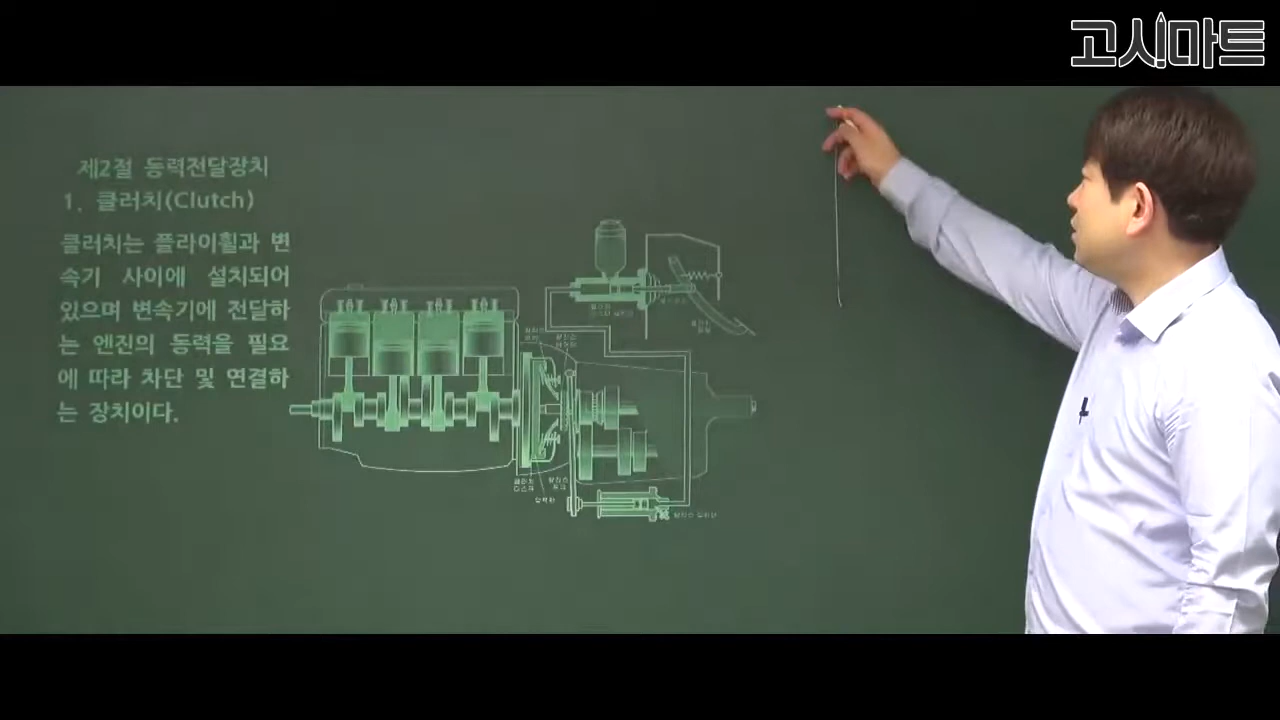 고시마트
제2절 동력전달장치
1. 클러치(Clutch)
클러치는 플라이휠과 변
속기 사이에 설치되어
있으며 변속기에 전달하
는 엔진의 동력을 필요
에 따라 차단 및 연결하
는 장치이다.